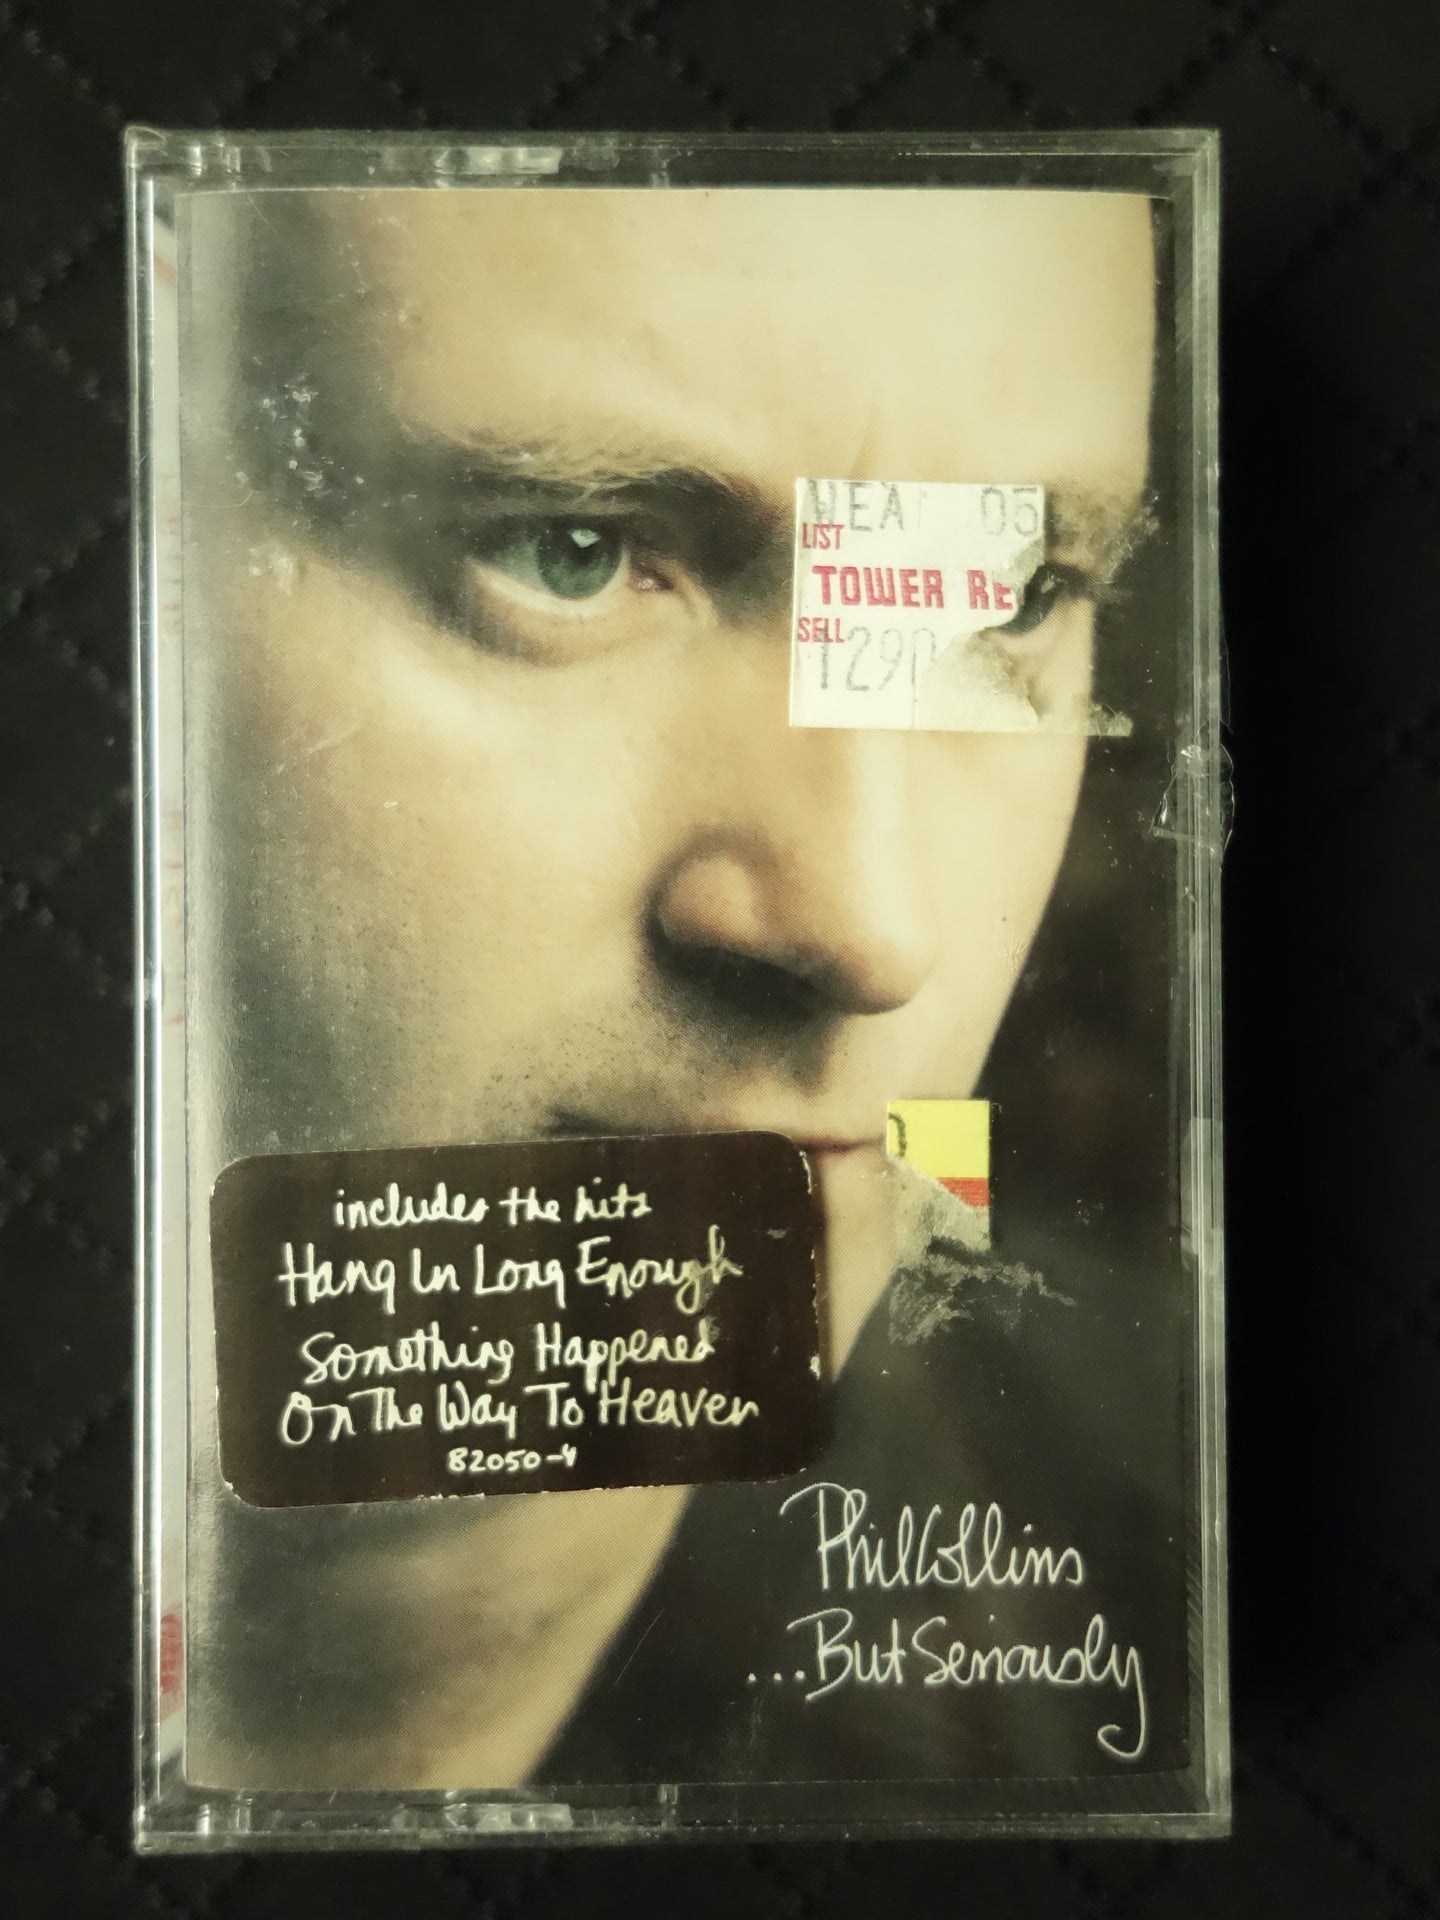 WEA 05
LIST
TOWER RE
SELL
1290
includes the hits
Hang In Long Enough
Something Happened
On The Way To Heaven
82050-4
Phil Collins
...But Seriously